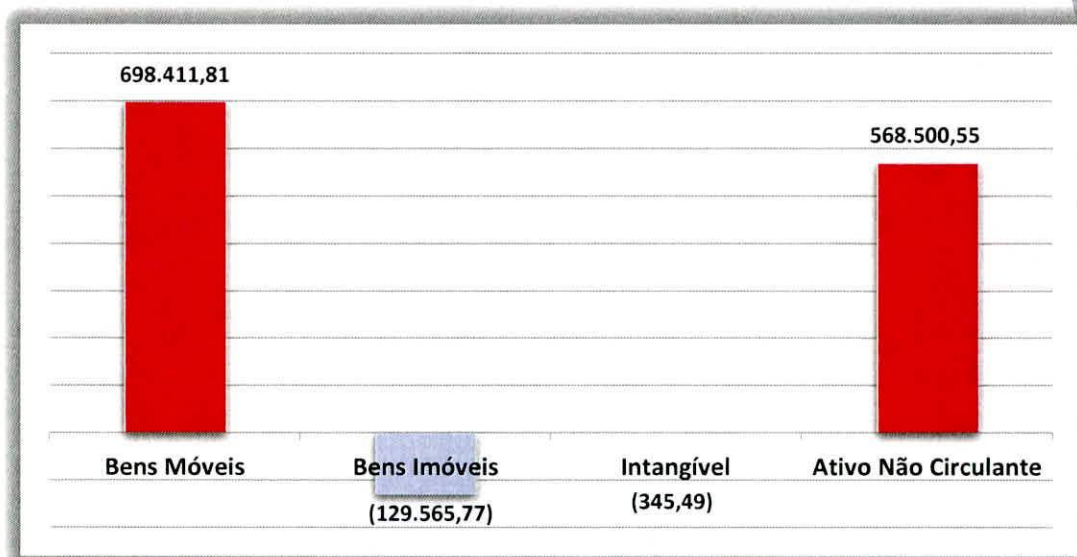 698.411,81
568.500,55
Bens Móveis
Bens Imóveis
Intangível
Ativo Não Circulante
(129.565,77)
(345,49)